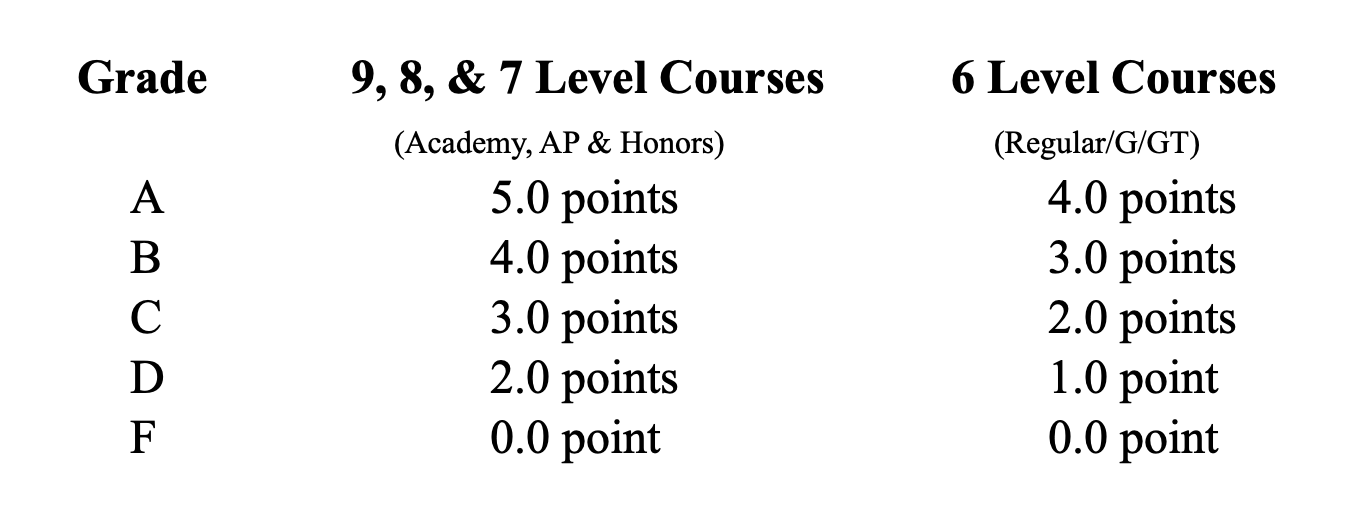 Grade 9, 8, & 7 Level Courses 6 Level Courses
(Academy, AP & Honors) (Regular/G/GT)
A 5.0 points 4.0 points
B 4.0 points 3.0 points
C 3.0 points 2.0 points
D 2.0 points 1.0 point
F 0.0 point 0.0 point